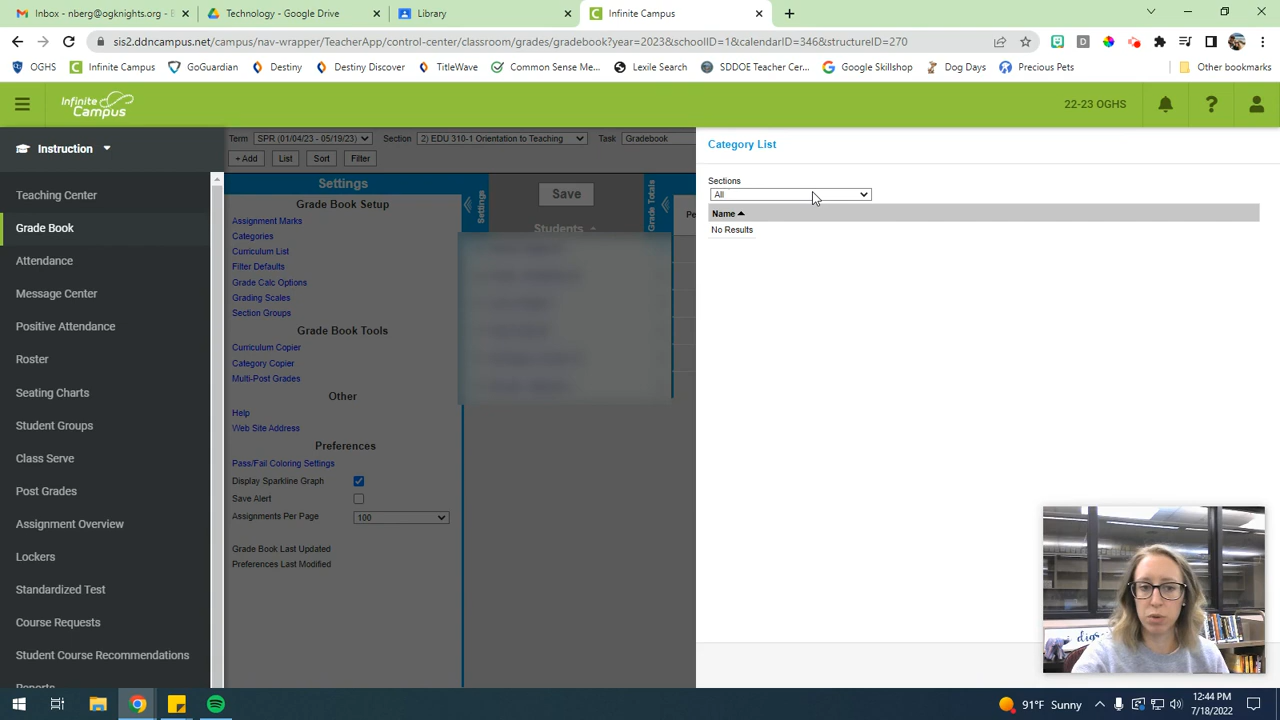 Inbox - nberg@ogknights.org - E
Technology - Google Drive
Library
Infinite Campus
sis2.ddncampus.org/campus/nav-wrapper/TeacherApp/control-center/classroom/grades/gradebook?year=2023&schoolID=1&calendarID=346&structureID=270
OGHS
Infinite Campus
GoGuardian
Destiny
Destiny Discover
TitleWave
Common Sense Me...
Lexile Search
SDDOE Teacher Cer...
Google Skillshop
Dog Days
Precious Pets
Other bookmarks
Infinite Campus
22-23 OGHS
Instruction
Teaching Center
Grade Book
Attendance
Message Center
Positive Attendance
Roster
Seating Charts
Student Groups
Class Serve
Post Grades
Assignment Overview
Lockers
Standardized Test
Course Requests
Student Course Recommendations
Reports
Term SPR (01/04/23 - 05/19/23) Section 2) EDU 310-1 Orientation to Teaching Task Gradebook
+ Add List Sort Filter
Settings
Grade Book Setup
Assignment Marks
Categories
Curriculum List
Filter Defaults
Grade Calc Options
Grading Scales
Section Groups
Grade Book Tools
Curriculum Copier
Category Copier
Multi-Post Grades
Other
Help
Web Site Address
Preferences
Pass/Fail Coloring Settings
Display Sparkline Graph
Save Alert
Assignments Per Page 100
Grade Book Last Updated
Preferences Last Modified
Settings
Save
Students
Grade Totals
Pe
Category List
Sections
All
Name
No Results
12:44 PM
91°F Sunny
7/18/2022